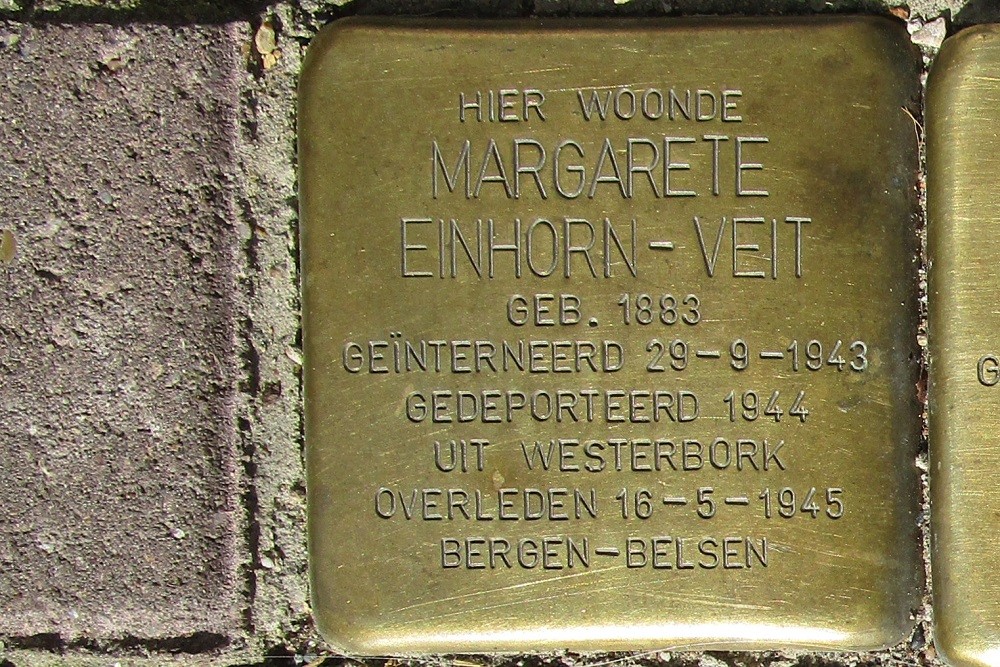 HIER WOONDE
MARGARETE
EINHORN-VEIT
GEB. 1883
GEÏNTERNEERD 29-9-1943
GEDEPORTEERD 1944
UIT WESTERBORK
OVERLEDEN 16-5-1945
BERGEN-BELSEN